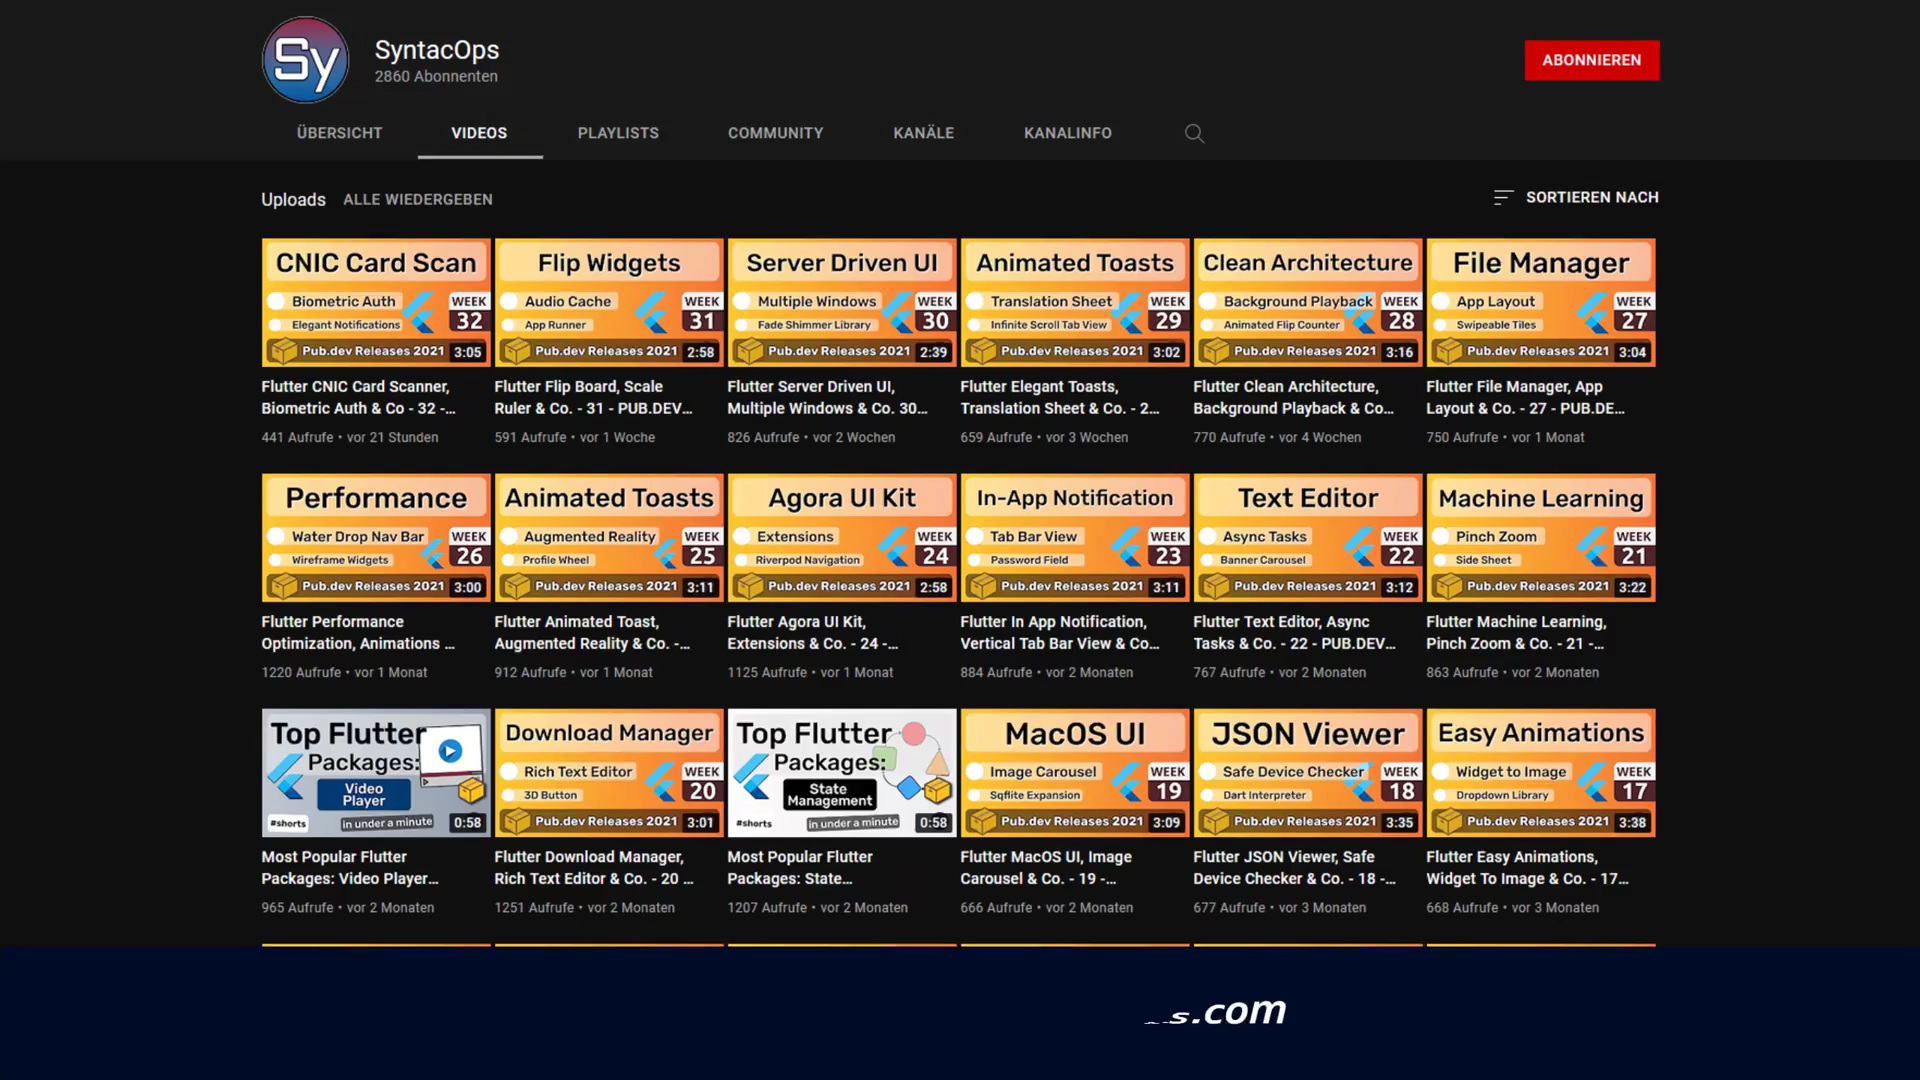 Sy
SyntacOps
2860 Abonnenten
ABONNIEREN
ÜBERSICHT
VIDEOS
PLAYLISTS
COMMUNITY
KANÄLE
KANALINFO
Uploads
ALLE WIEDERGEBEN
SORTIEREN NACH
CNIC Card Scan
Biometric Auth
Elegant Notifications
WEEK
32
Pub.dev Releases 2021
3:05
Flutter CNIC Card Scanner,
Biometric Auth & Co - 32 -...
441 Aufrufe • vor 21 Stunden
Flip Widgets
Audio Cache
App Runner
WEEK
31
Pub.dev Releases 2021
2:58
Flutter Flip Board, Scale
Ruler & Co. - 31 - PUB.DEV...
591 Aufrufe • vor 1 Woche
Server Driven UI
Multiple Windows
Fade Shimmer Library
WEEK
30
Pub.dev Releases 2021
2:39
Flutter Server Driven UI,
Multiple Windows & Co. 30...
826 Aufrufe • vor 2 Wochen
Animated Toasts
Translation Sheet
Infinite Scroll Tab View
WEEK
29
Pub.dev Releases 2021
3:02
Flutter Elegant Toasts,
Translation Sheet & Co. - 2...
659 Aufrufe • vor 3 Wochen
Clean Architecture
Background Playback
Animated Flip Counter
WEEK
28
Pub.dev Releases 2021
3:16
Flutter Clean Architecture,
Background Playback & Co...
770 Aufrufe • vor 4 Wochen
File Manager
App Layout
Swipeable Tiles
WEEK
27
Pub.dev Releases 2021
3:04
Flutter File Manager, App
Layout & Co. - 27 - PUB.DE...
750 Aufrufe • vor 1 Monat
Performance
Water Drop Nav Bar
Wireframe Widgets
WEEK
26
Pub.dev Releases 2021
3:00
Flutter Performance
Optimization, Animations ...
1220 Aufrufe • vor 1 Monat
Animated Toasts
Augmented Reality
Profile Wheel
WEEK
25
Pub.dev Releases 2021
3:11
Flutter Animated Toast,
Augmented Reality & Co. -...
912 Aufrufe • vor 1 Monat
Agora UI Kit
Extensions
Riverpod Navigation
WEEK
24
Pub.dev Releases 2021
2:58
Flutter Agora UI Kit,
Extensions & Co. - 24 -...
1125 Aufrufe • vor 1 Monat
In-App Notification
Tab Bar View
Password Field
WEEK
23
Pub.dev Releases 2021
3:11
Flutter In App Notification,
Vertical Tab Bar View & Co...
884 Aufrufe • vor 2 Monaten
Text Editor
Async Tasks
Banner Carousel
WEEK
22
Pub.dev Releases 2021
3:12
Flutter Text Editor, Async
Tasks & Co. - 22 - PUB.DEV...
767 Aufrufe • vor 2 Monaten
Machine Learning
Pinch Zoom
Side Sheet
WEEK
21
Pub.dev Releases 2021
3:22
Flutter Machine Learning,
Pinch Zoom & Co. - 21 -...
863 Aufrufe • vor 2 Monaten
Top Flutter
Packages:
Video
Player
#shorts
in under a minute
0:58
Most Popular Flutter
Packages: Video Player...
965 Aufrufe • vor 2 Monaten
Download Manager
Rich Text Editor
3D Button
WEEK
20
Pub.dev Releases 2021
3:01
Flutter Download Manager,
Rich Text Editor & Co. - 20 ...
1251 Aufrufe • vor 2 Monaten
Top Flutter
Packages:
State
Management
#shorts
in under a minute
0:58
Most Popular Flutter
Packages: State...
1207 Aufrufe • vor 2 Monaten
MacOS UI
Image Carousel
Sqflite Expansion
WEEK
19
Pub.dev Releases 2021
3:09
Flutter MacOS UI, Image
Carousel & Co. - 19 -...
666 Aufrufe • vor 2 Monaten
JSON Viewer
Safe Device Checker
Dart Interpreter
WEEK
18
Pub.dev Releases 2021
3:35
Flutter JSON Viewer, Safe
Device Checker & Co. - 18 -...
677 Aufrufe • vor 3 Monaten
Easy Animations
Widget to Image
Dropdown Library
WEEK
17
Pub.dev Releases 2021
3:38
Flutter Easy Animations,
Widget To Image & Co. - 17...
668 Aufrufe • vor 3 Monaten
s.com